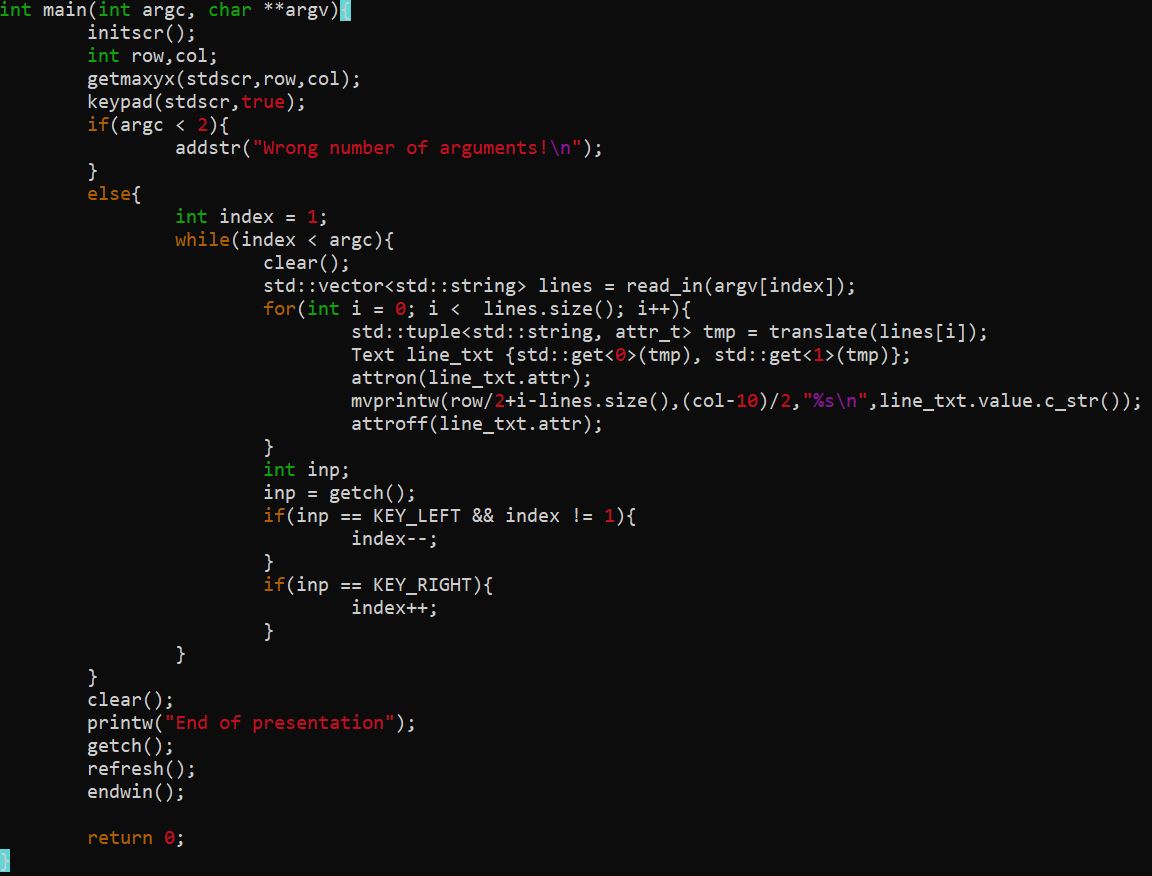 int main(int argc, char **argv){
        initscr();
        int row,col;
        getmaxyx(stdscr,row,col);
        keypad(stdscr,true);
        if(argc < 2){
                addstr("Wrong number of arguments!\n");
        }
        else{
                int index = 1;
                while(index < argc){
                        clear();
                        std::vector<std::string> lines = read_in(argv[index]);
                        for(int i = 0; i <  lines.size(); i++){
                                std::tuple<std::string, attr_t> tmp = translate(lines[i]);
                                Text line_txt {std::get<0>(tmp), std::get<1>(tmp)};
                                attron(line_txt.attr);
                                mvprintw(row/2+i-lines.size(),(col-10)/2,"%s\n",line_txt.value.c_str());
                                attroff(line_txt.attr);
                        }
                        int inp;
                        inp = getch();
                        if(inp == KEY_LEFT && index != 1){
                                index--;
                        }
                        if(inp == KEY_RIGHT){
                                index++;
                        }
                }
        }
        clear();
        printw("End of presentation");
        getch();
        refresh();
        endwin();

        return 0;
}